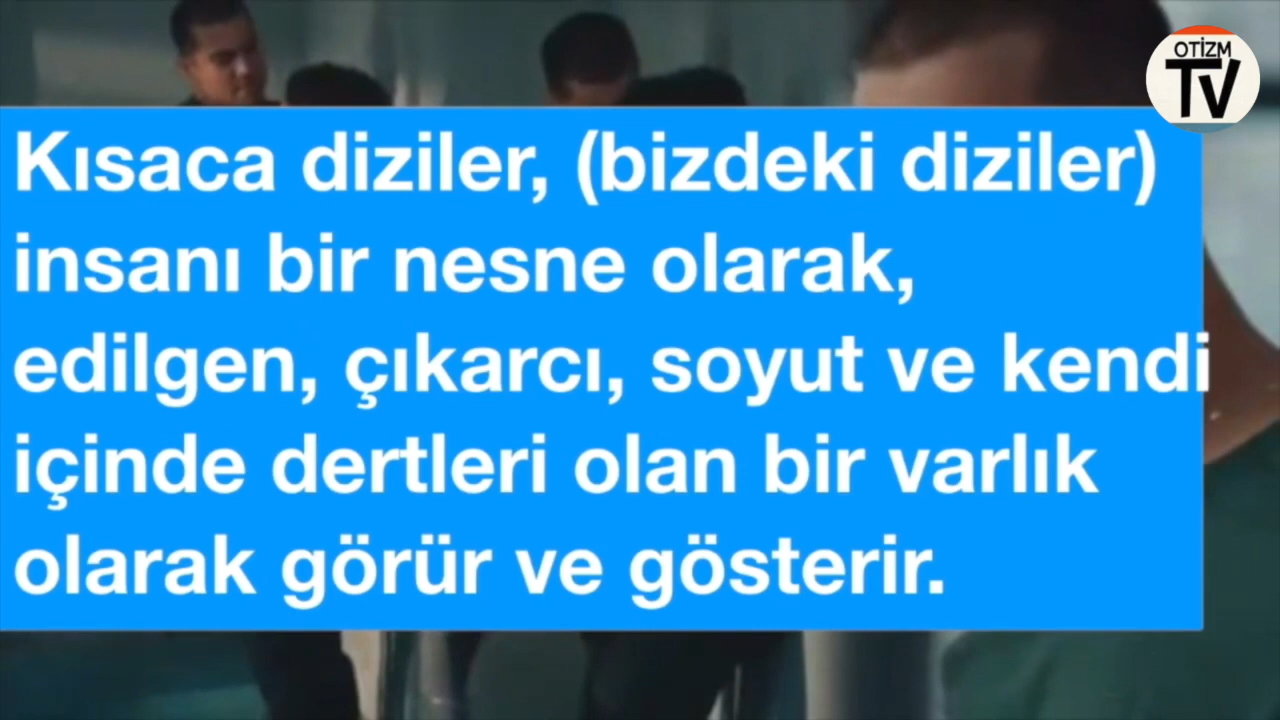 OTİZM
TV
Kısaca diziler, (bizdeki diziler)
insanı bir nesne olarak,
edilgen, çıkarcı, soyut ve kendi
içinde dertleri olan bir varlık
olarak görür ve gösterir.